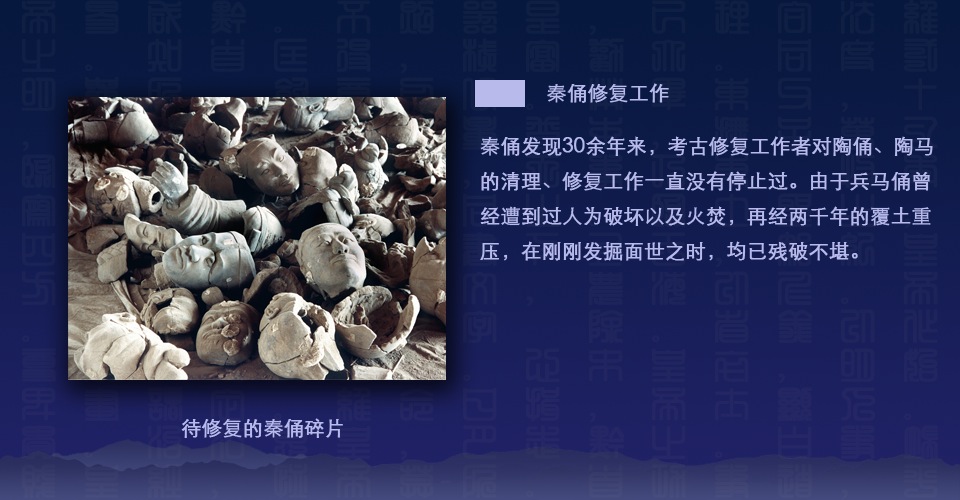 秦俑修复工作
秦俑发现30余年来，考古修复工作者对陶俑、陶马
的清理、修复工作一直没有停止过。由于兵马俑曾
经遭到过人为破坏以及火焚，再经两千年的覆土重
压，在刚刚发掘面世之时，均已残破不堪。
待修复的秦俑碎片